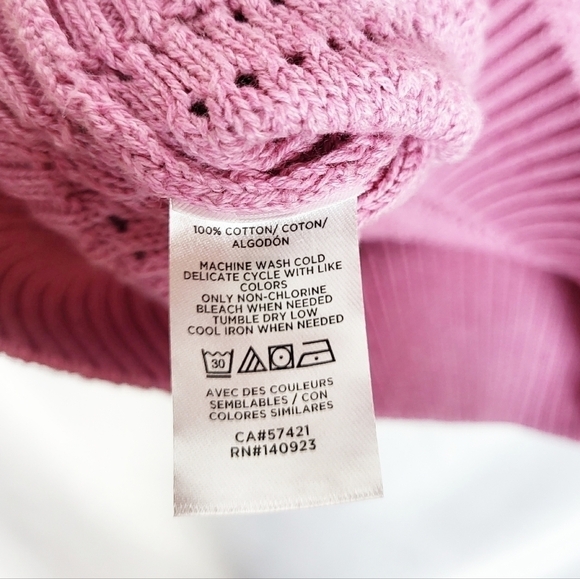 100% COTTON/ COTON/
ALGODÓN
MACHINE WASH COLD
DELICATE CYCLE WITH LIKE
COLORS
ONLY NON-CHLORINE
BLEACH WHEN NEEDED
TUMBLE DRY LOW
COOL IRON WHEN NEEDED
30
AVEC DES COULEURS
SEMBLABLES / CON
COLORES SIMILARES
CA#57421
RN#140923